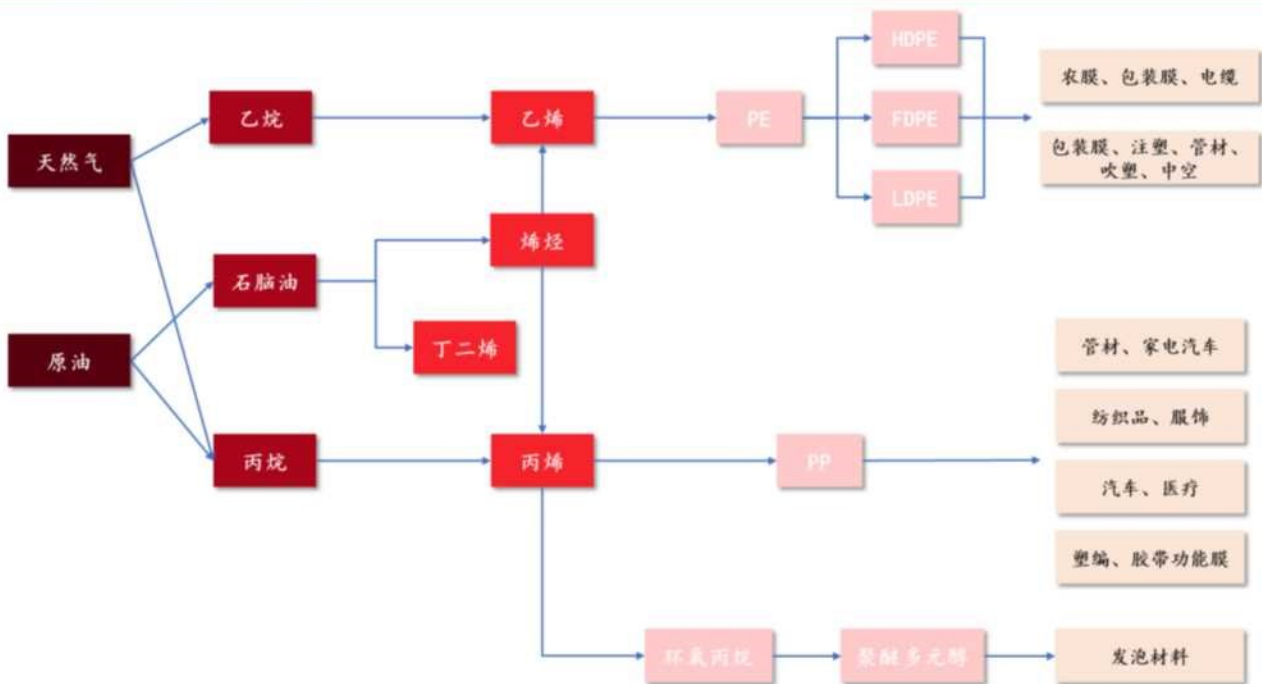 HDPE
农膜、包装膜、电缆
乙烷
乙烯
PE
FDPE
天然气
包装膜、注塑、管材、
吹塑、中空
LDPE
烯烃
石脑油
丁二烯
管材、家电汽车
原油
纺织品、服饰
丙烷
丙烯
PP
汽车、医疗
塑编、胶带功能膜
环氧丙烷
聚醚多元醇
发泡材料